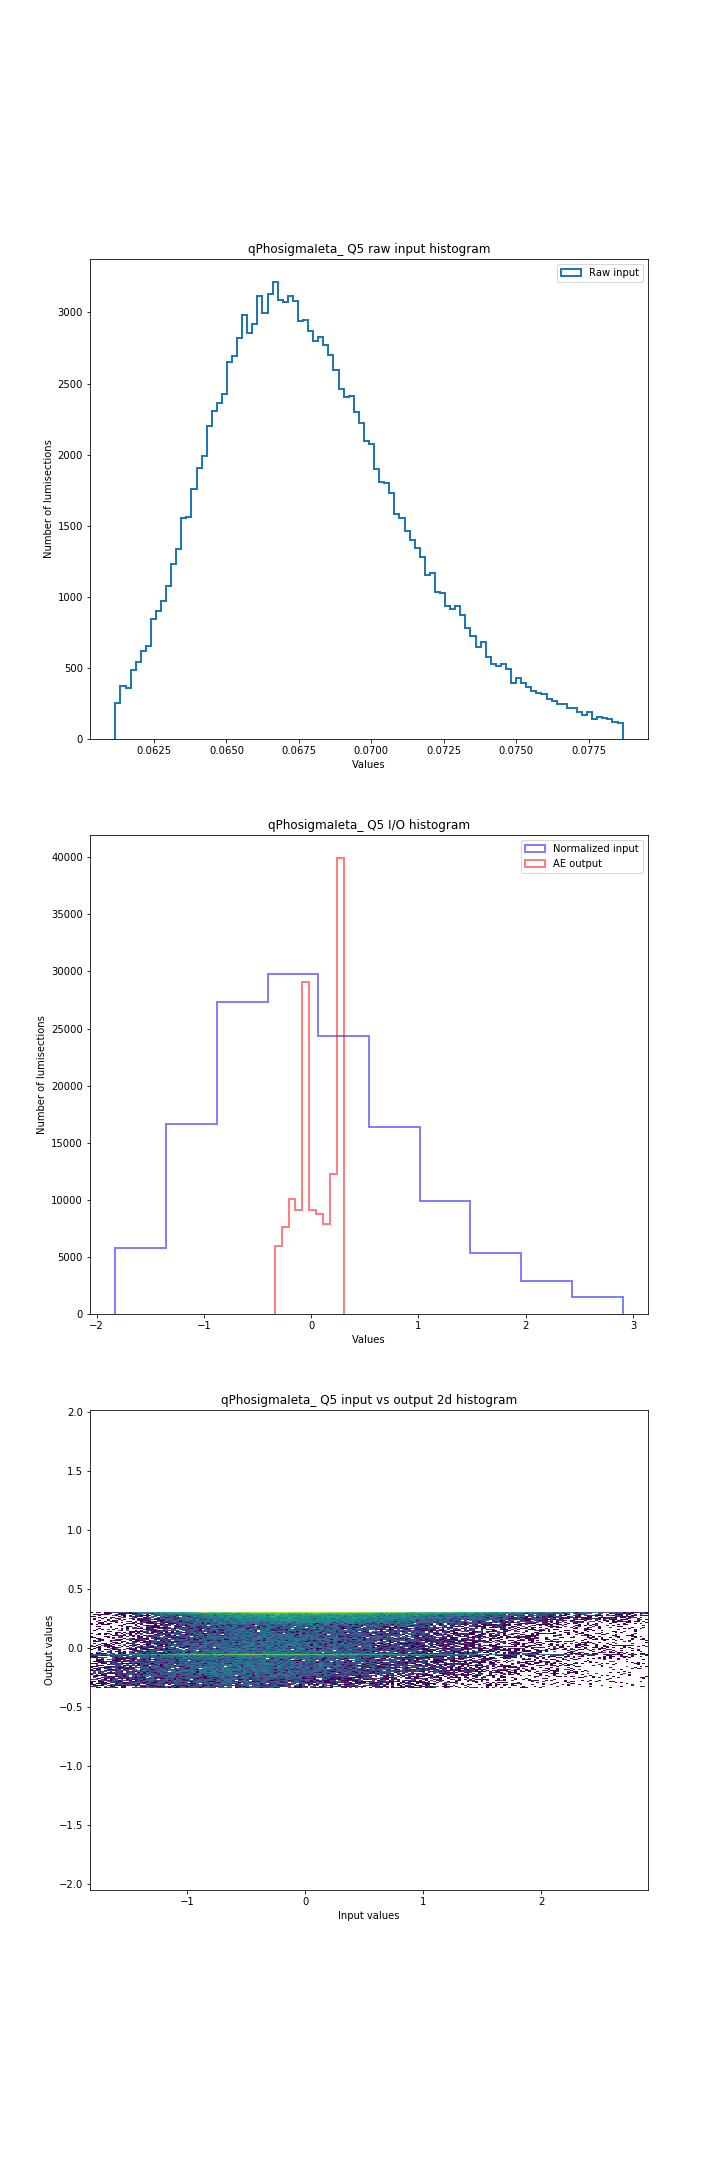 qPhosigmaIeta_ Q5 raw input histogram
Raw input
3000
2500
2000
1500
1000
500
0
Number of lumisections
0.0625 0.0650 0.0675 0.0700 0.0725 0.0750 0.0775
Values
qPhosigmaIeta_ Q5 I/O histogram
Normalized input
AE output
40000
35000
30000
25000
20000
15000
10000
5000
0
Number of lumisections
−2 −1 0 1 2 3
Values
qPhosigmaIeta_ Q5 input vs output 2d histogram
2.0
1.5
1.0
0.5
0.0
−0.5
−1.0
−1.5
−2.0
Output values
−1 0 1 2
Input values